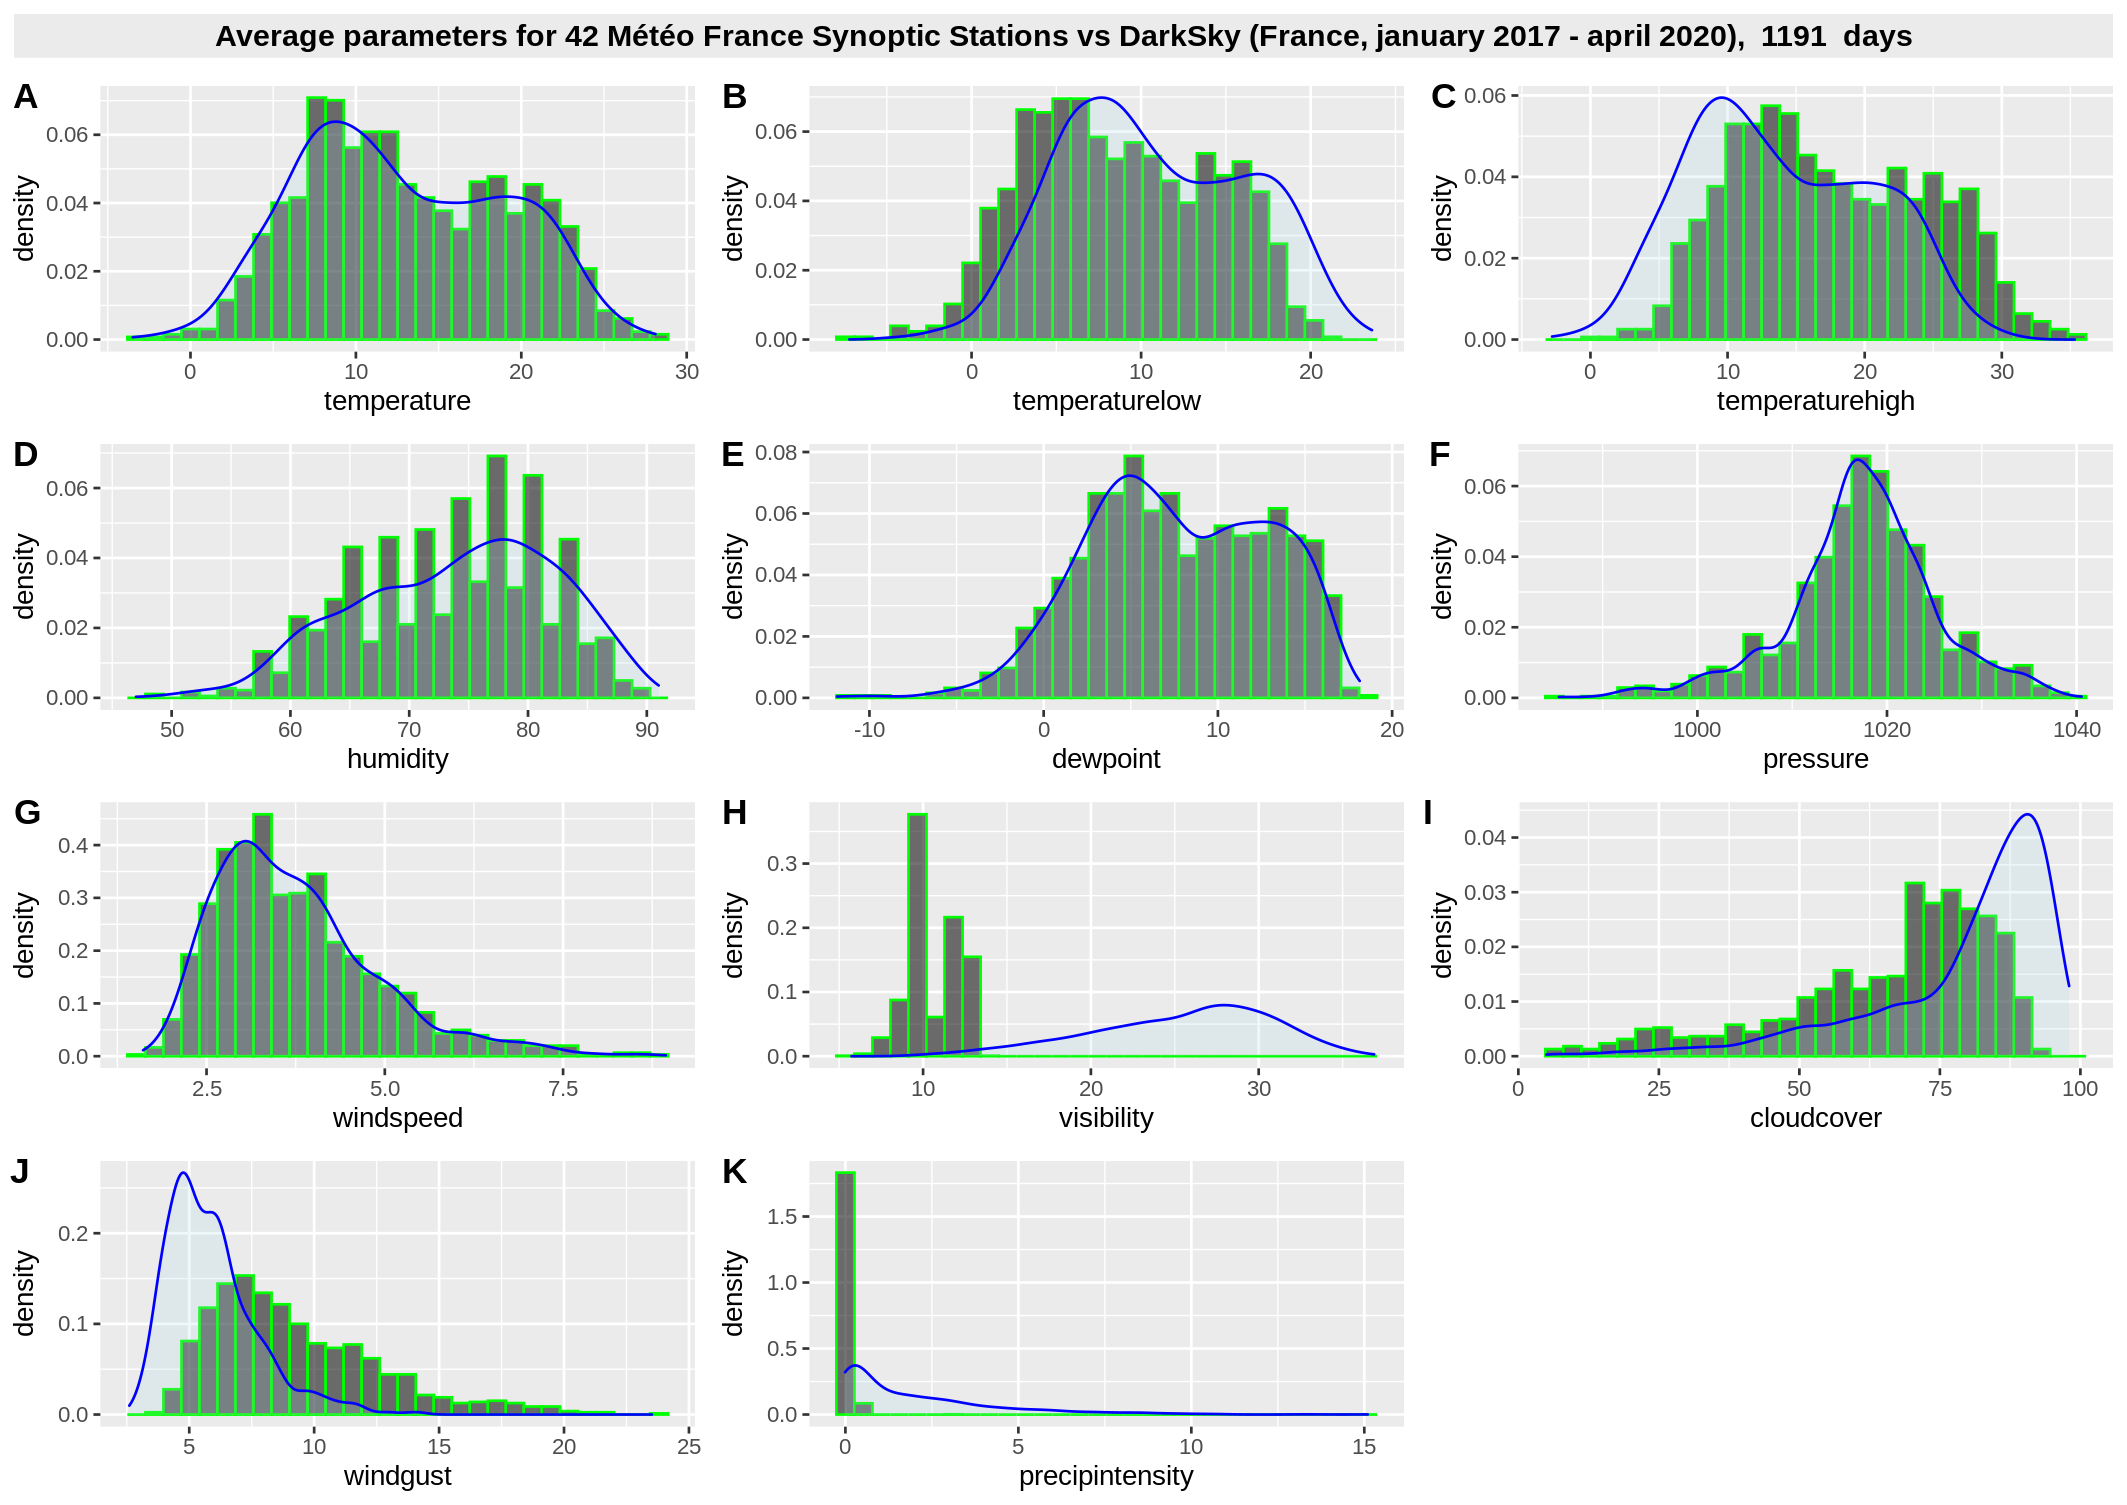 Average parameters for 42 Météo France Synoptic Stations vs DarkSky (France, january 2017 - april 2020),  1191  days
A
density
0.06
0.04
0.02
0.00
0 10 20 30
temperature
B
density
0.06
0.04
0.02
0.00
0 10 20
temperaturelow
C
density
0.06
0.04
0.02
0.00
0 10 20 30
temperaturehigh
D
density
0.06
0.04
0.02
0.00
50 60 70 80 90
humidity
E
density
0.08
0.06
0.04
0.02
0.00
-10 0 10 20
dewpoint
F
density
0.06
0.04
0.02
0.00
1000 1020 1040
pressure
G
density
0.4
0.3
0.2
0.1
0.0
2.5 5.0 7.5
windspeed
H
density
0.3
0.2
0.1
0.0
10 20 30
visibility
I
density
0.04
0.03
0.02
0.01
0.00
0 25 50 75 100
cloudcover
J
density
0.2
0.1
0.0
5 10 15 20 25
windgust
K
density
1.5
1.0
0.5
0.0
0 5 10 15
precipintensity